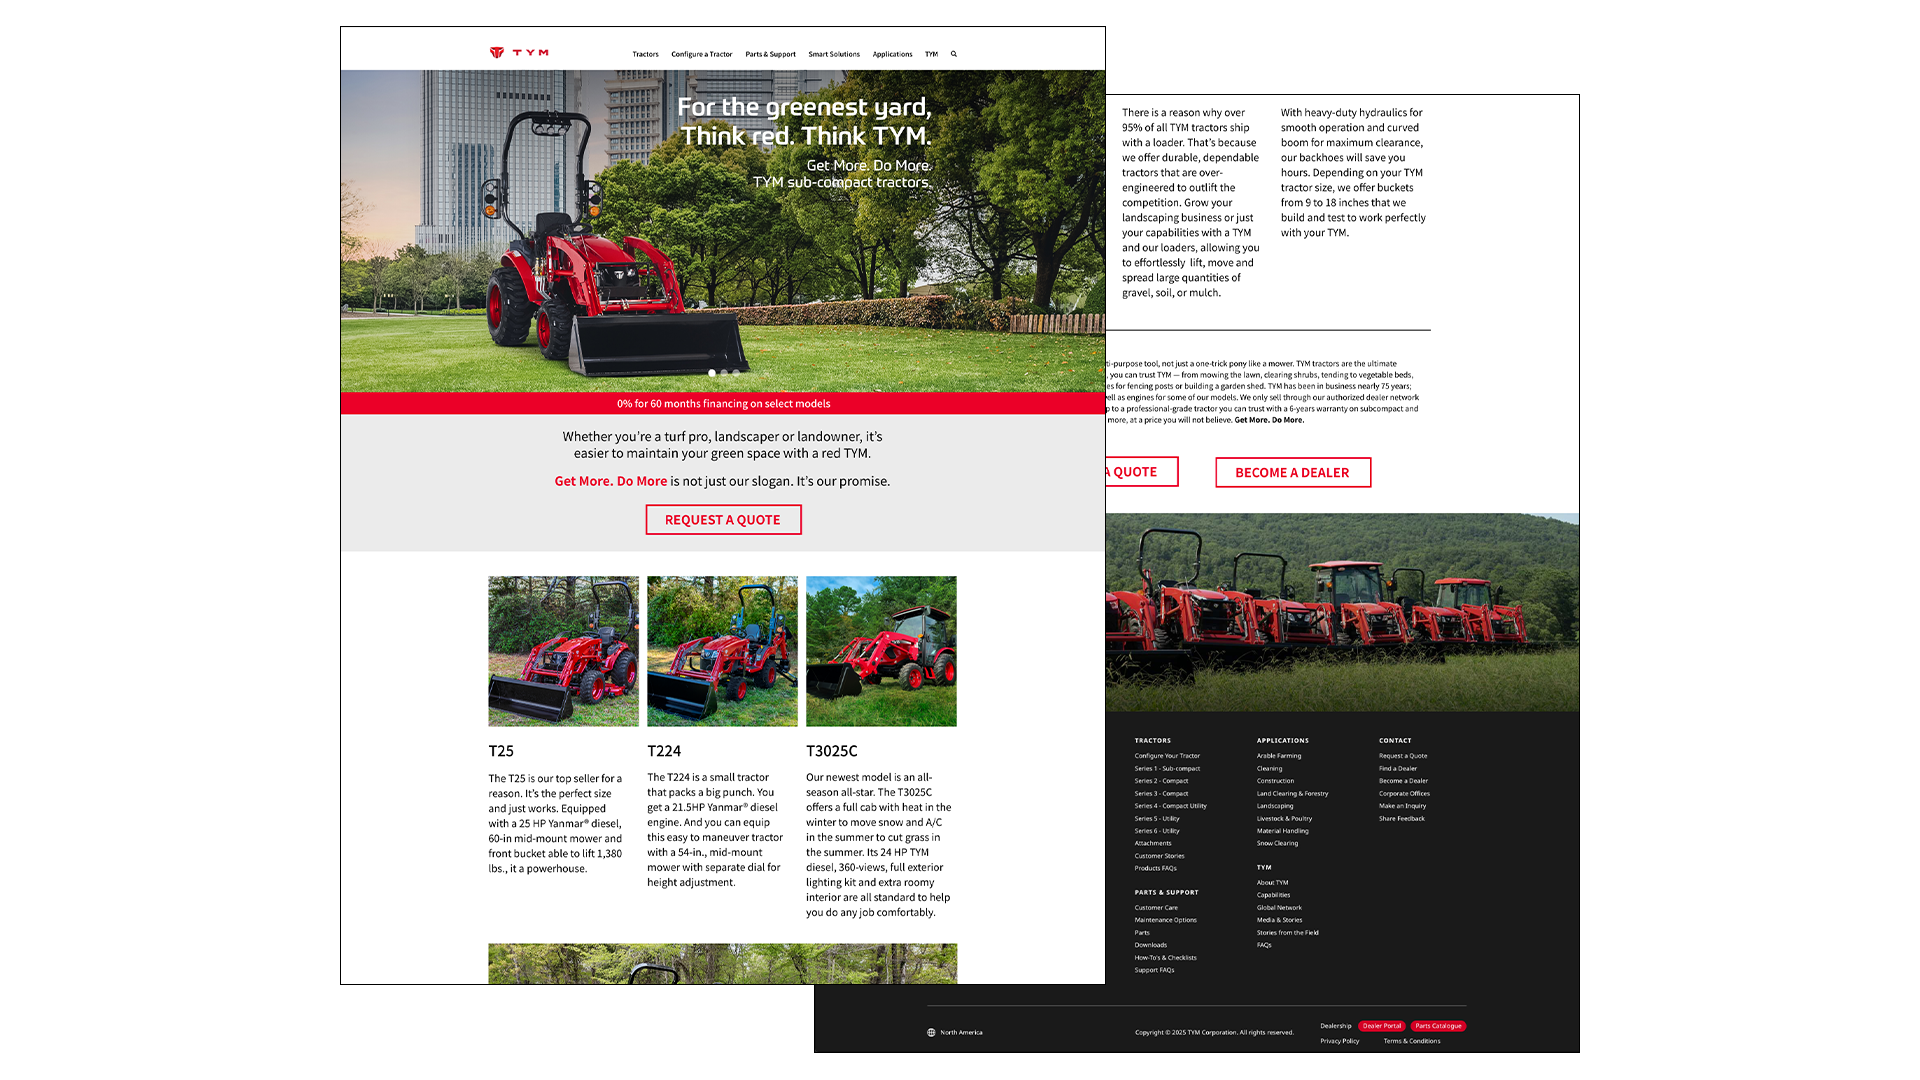 TYM
Tractors Configure a Tractor Parts & Support Smart Solutions Applications TYM
For the greenest yard,
Think red. Think TYM.
Get More. Do More.
TYM sub-compact tractors.
0% for 60 months financing on select models
Whether you're a turf pro, landscaper or landowner, it's
easier to maintain your green space with a red TYM.
Get More. Do More is not just our slogan. It's our promise.
REQUEST A QUOTE
T25
The T25 is our top seller for a
reason. It's the perfect size
and just works. Equipped
with a 25 HP Yanmar® diesel,
60-in mid-mount mower and
front bucket able to lift 1,380
lbs., it a powerhouse.
T224
The T224 is a small tractor
that packs a big punch. You
get a 21.5HP Yanmar® diesel
engine. And you can equip
this easy to maneuver tractor
with a 54-in., mid-mount
mower with separate dial for
height adjustment.
T3025C
Our newest model is an all-
season all-star. The T3025C
offers a full cab with heat in the
winter to move snow and A/C
in the summer to cut grass in
the summer. Its 24 HP TYM
diesel, 360-views, full exterior
lighting kit and extra roomy
interior are all standard to help
you do any job comfortably.
There is a reason why over
95% of all TYM tractors ship
with a loader. That's because
we offer durable, dependable
tractors that are over-
engineered to outlift the
competition. Grow your
landscaping business or just
your capabilities with a TYM
and our loaders, allowing you
to effortlessly lift, move and
spread large quantities of
gravel, soil, or mulch.
With heavy-duty hydraulics for
smooth operation and curved
boom for maximum clearance,
our backhoes will save you
hours. Depending on your TYM
tractor size, we offer buckets
from 9 to 18 inches that we
build and test to work perfectly
with your TYM.
ti-purpose tool, not just a one-trick pony like a mower. TYM tractors are the ultimate
, you can trust TYM — from mowing the lawn, clearing shrubs, tending to vegetable beds,
es for fencing posts or building a garden shed. TYM has been in business nearly 75 years;
ell as engines for some of our models. We only sell through our authorized dealer network
p to a professional-grade tractor you can trust with a 6-years warranty on subcompact and
more, at a price you will not believe. Get More. Do More.
A QUOTE
BECOME A DEALER
TRACTORS
Configure Your Tractor
Series 1 - Sub-compact
Series 2 - Compact
Series 3 - Compact
Series 4 - Compact Utility
Series 5 - Utility
Series 6 - Utility
Attachments
Customer Stories
Products FAQs
PARTS & SUPPORT
Customer Care
Maintenance Options
Parts
Downloads
How-To's & Checklists
Support FAQs
APPLICATIONS
Arable Farming
Cleaning
Construction
Land Clearing & Forestry
Landscaping
Livestock & Poultry
Material Handling
Snow Clearing
TYM
About TYM
Capabilities
Global Network
Media & Stories
Stories from the Field
FAQs
CONTACT
Request a Quote
Find a Dealer
Become a Dealer
Corporate Offices
Make an Inquiry
Share Feedback
North America
Copyright © 2025 TYM Corporation. All rights reserved.
Dealership Dealer Portal Parts Catalogue
Privacy Policy Terms & Conditions